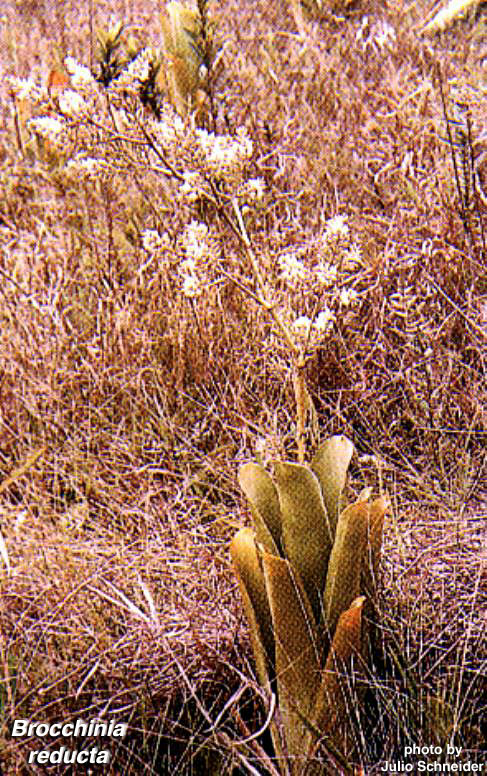 Brocchinia
reducta
photo by
Julio Schneider